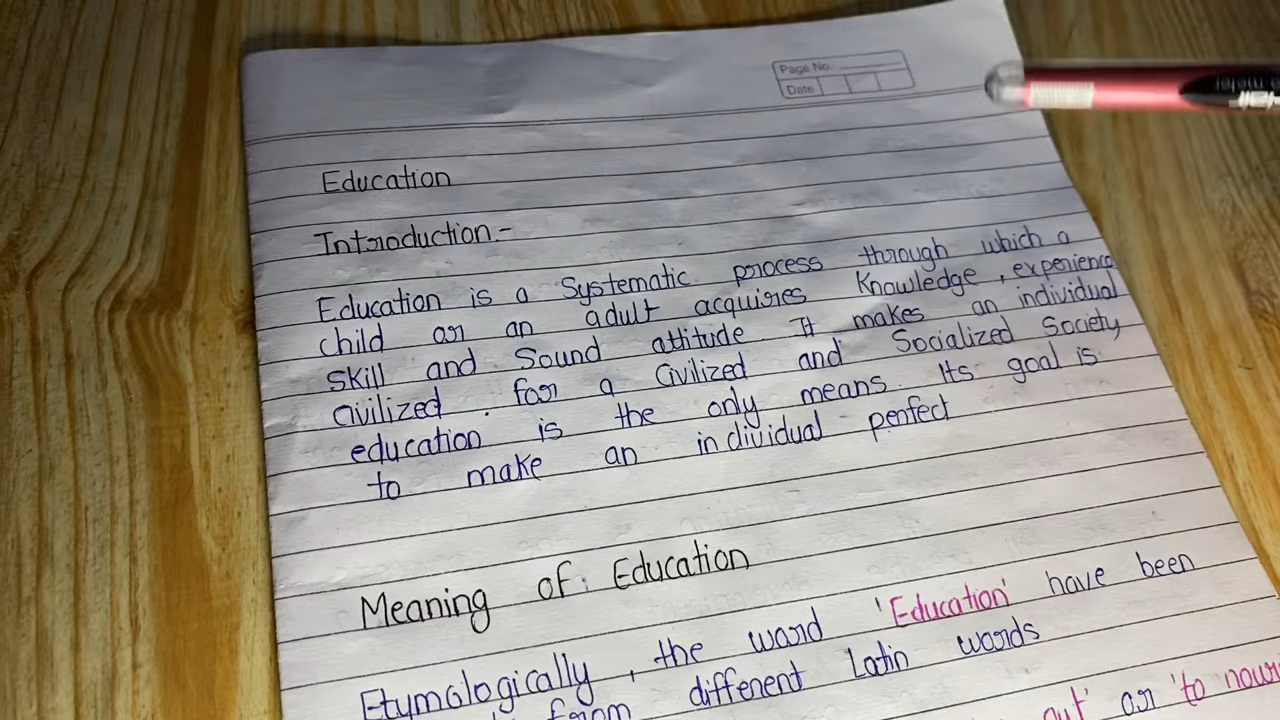 Page No.:
Date
Education
Introduction:-
Education is a Systematic process through which a
child or an adult acquires Knowledge, experience
skill and Sound attitude It makes an individual
civilized. for a Civilized and Socialized Society
education is the only means. Its goal is
to make an individual perfect
Meaning of: Education
Etymologically, the word 'Education' have been
from different Latin words
out' or 'to